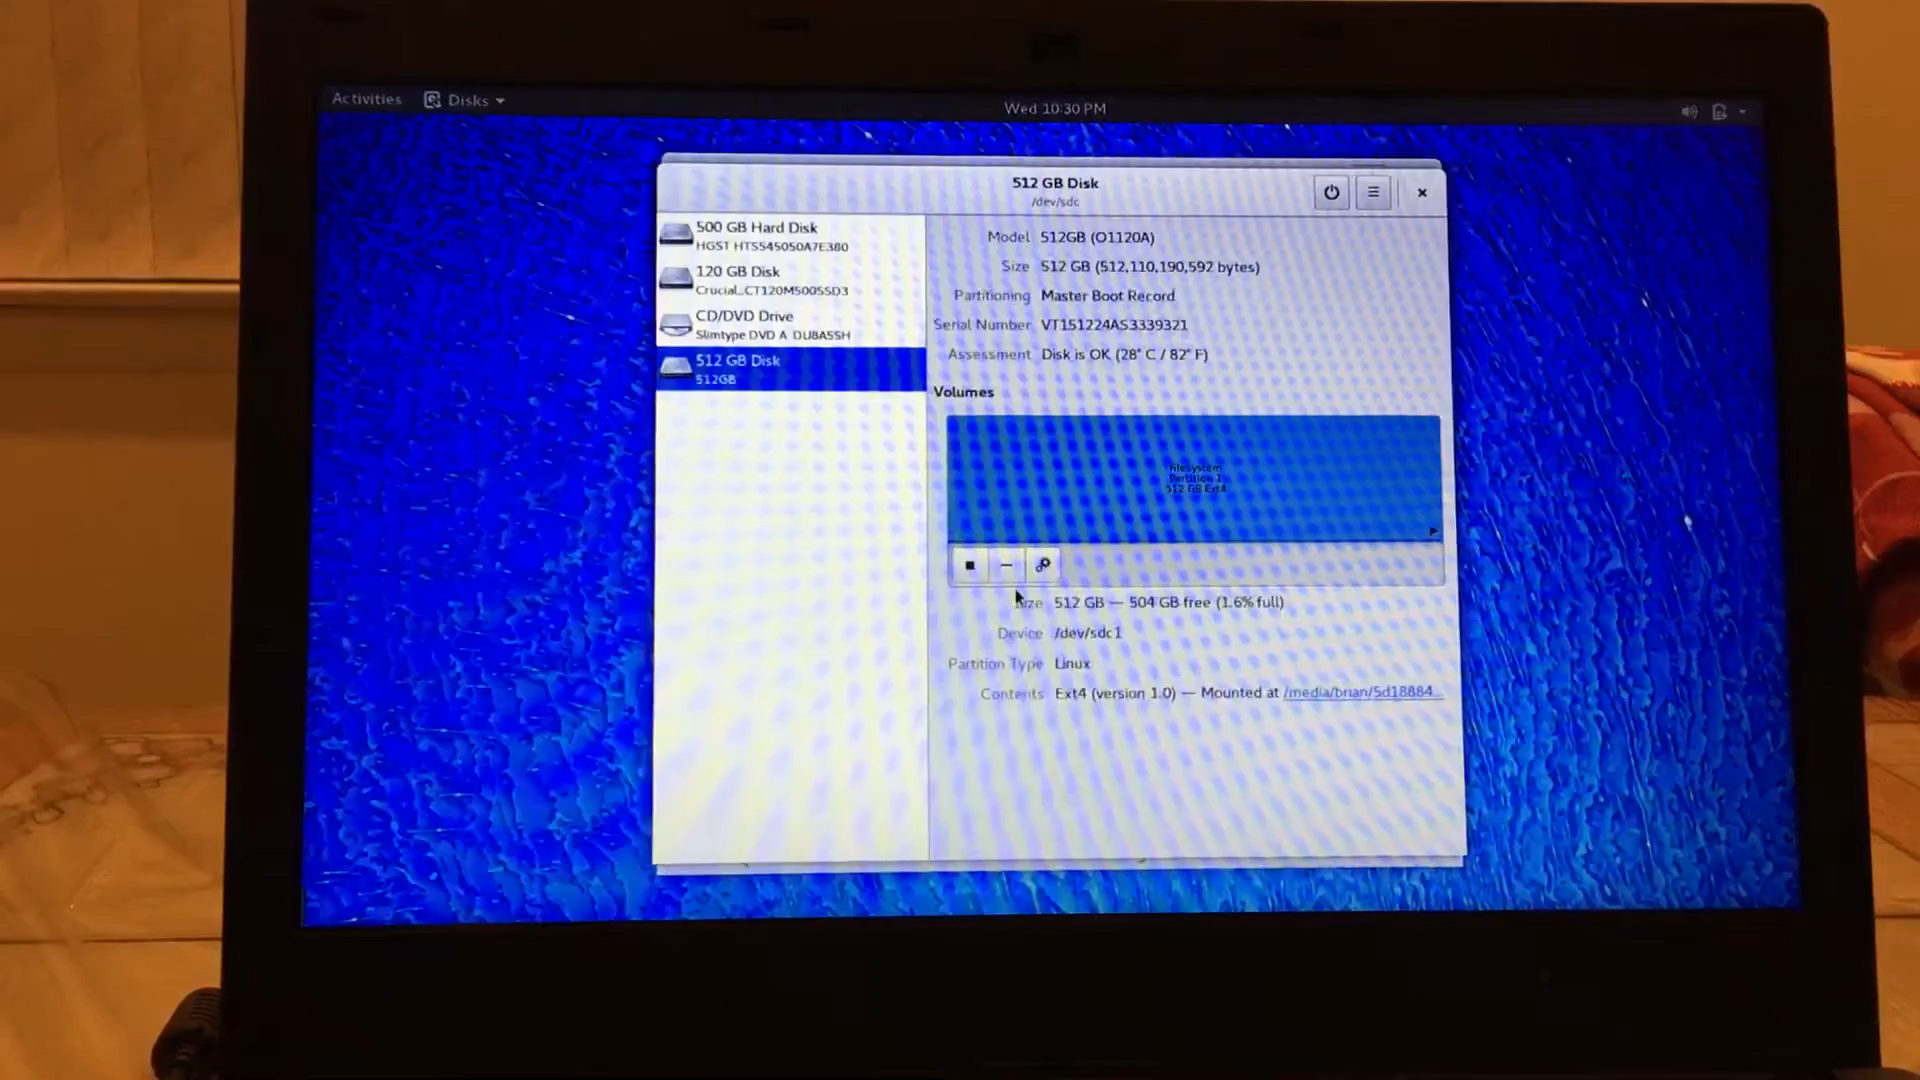 Activities Disks
Wed 10:30 PM
512 GB Disk
/dev/sdc
500 GB Hard Disk
HGST HTS545050A7E380
120 GB Disk
Crucial_CT120M500SSD3
CD/DVD Drive
Slimtype DVD A DU8A5SH
512 GB Disk
512GB
Model 512GB (O1120A)
Size 512 GB (512,110,190,592 bytes)
Partitioning Master Boot Record
Serial Number VT151224AS3339321
Assessment Disk is OK (28° C / 82° F)
Volumes
Filesystem
Partition 1
512 GB Ext4
Size 512 GB — 504 GB free (1.6% full)
Device /dev/sdc1
Partition Type Linux
Contents Ext4 (version 1.0) — Mounted at /media/brian/5d18884...